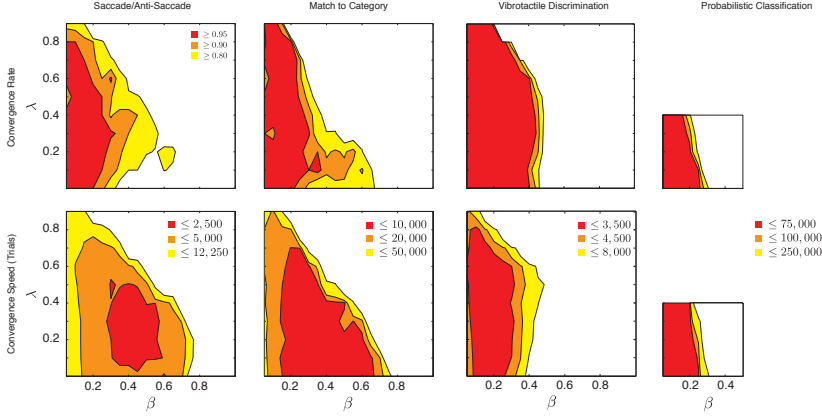 Saccade/Anti-Saccade
Match to Category
Vibrotactile Discrimination
Probabilistic Classification
Convergence Rate
λ
0.8
0.6
0.4
0.2
≥ 0.95
≥ 0.90
≥ 0.80
Convergence Speed (Trials)
λ
0.8
0.6
0.4
0.2
≤ 2,500
≤ 5,000
≤ 12,250
≤ 10,000
≤ 20,000
≤ 50,000
≤ 3,500
≤ 4,500
≤ 8,000
≤ 75,000
≤ 100,000
≤ 250,000
0.2 0.4 0.6 0.8
0.2 0.4 0.6 0.8
0.2 0.4 0.6 0.8
0.2 0.4
β
β
β
β